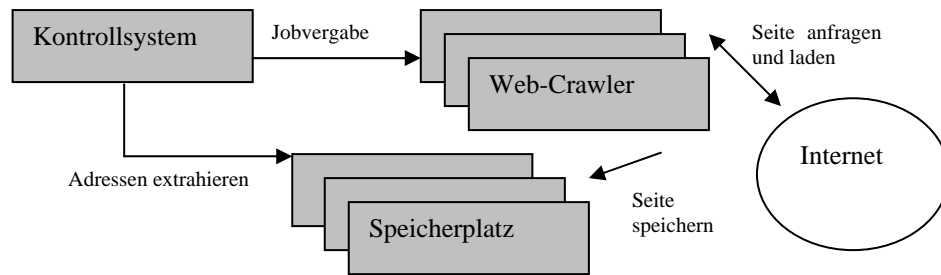 Kontrollsystem
Jobvergabe
Web-Crawler
Seite anfragen
und laden
Internet
Adressen extrahieren
Speicherplatz
Seite
speichern